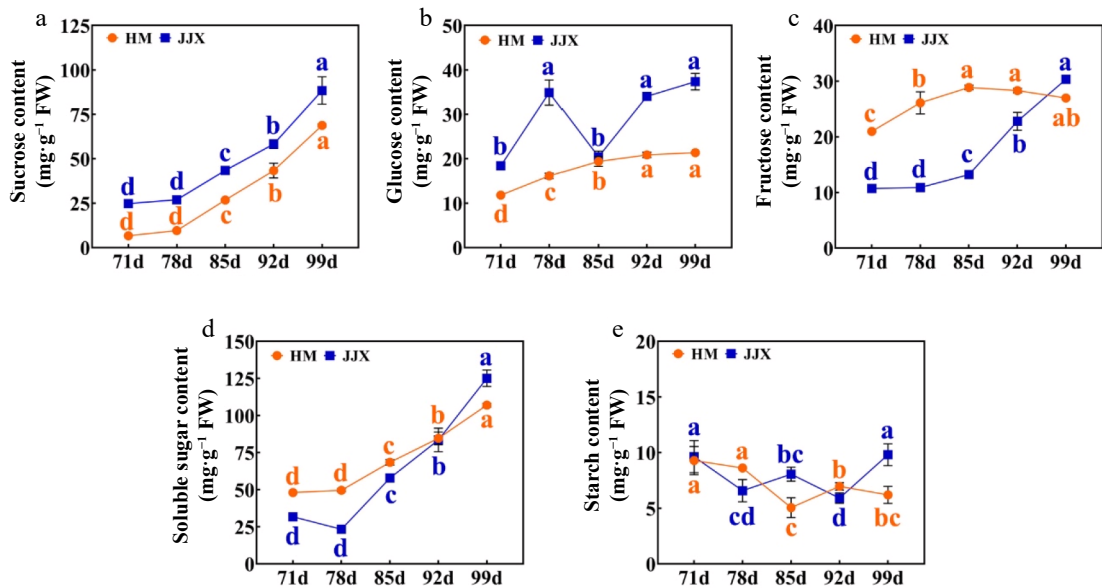 a
HM JJX
Sucrose content
(mg·g⁻¹ FW)
125
100
75
50
25
0
d d c b a
d d c b a
71d 78d 85d 92d 99d
b
HM JJX
Glucose content
(mg·g⁻¹ FW)
50
40
30
20
10
0
b a b a a
d c b a a
71d 78d 85d 92d 99d
c
HM JJX
Fructose content
(mg·g⁻¹ FW)
40
30
20
10
0
c b a a ab
d d c b a
71d 78d 85d 92d 99d
d
HM JJX
Soluble sugar content
(mg·g⁻¹ FW)
150
125
100
75
50
25
0
d d c b a
d d c b a
71d 78d 85d 92d 99d
e
HM JJX
Starch content
(mg·g⁻¹ FW)
20
15
10
5
0
a a bc b a
a cd c d bc
71d 78d 85d 92d 99d